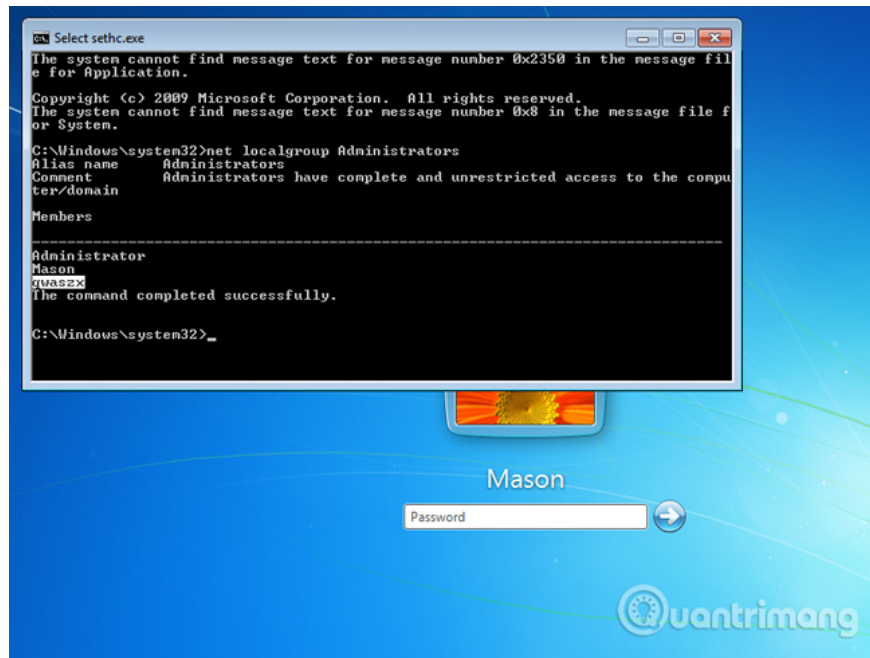 Select sethc.exe
The system cannot find message text for message number 0x2350 in the message fil
e for Application.
Copyright (c) 2009 Microsoft Corporation.  All rights reserved.
The system cannot find message text for message number 0x8 in the message file f
or System.
C:\Windows\system32>net localgroup Administrators
Alias name     Administrators
Comment        Administrators have complete and unrestricted access to the compu
ter/domain
Members
-------------------------------------------------------------------------------
Administrator
Mason
qwaszx
The command completed successfully.
C:\Windows\system32>_
Mason
Password
Quantrimang